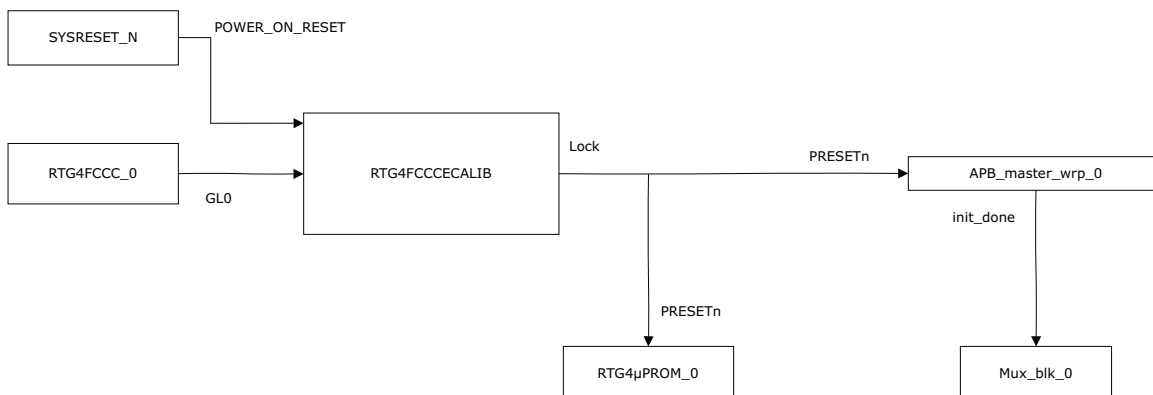 SYSRESET_N
POWER_ON_RESET
RTG4FCCC_0
GL0
RTG4FCCCECALIB
Lock
PRESETn
APB_master_wrp_0
init_done
PRESETn
RTG4µPROM_0
Mux_blk_0